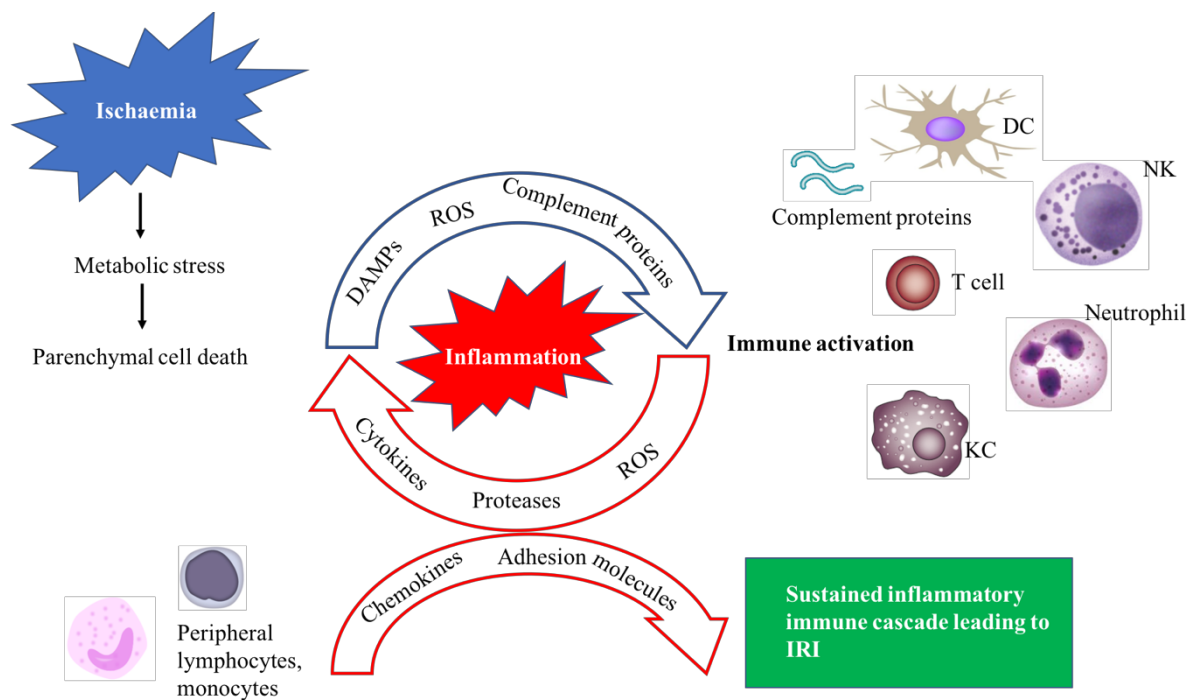 Ischaemia
Metabolic stress
Parenchymal cell death
DAMPs
ROS
Complement proteins
Inflammation
Cytokines
Proteases
ROS
DC
NK
Complement proteins
T cell
Neutrophil
Immune activation
KC
Peripheral
lymphocytes,
monocytes
Chemokines
Adhesion molecules
Sustained inflammatory
immune cascade leading to
IRI